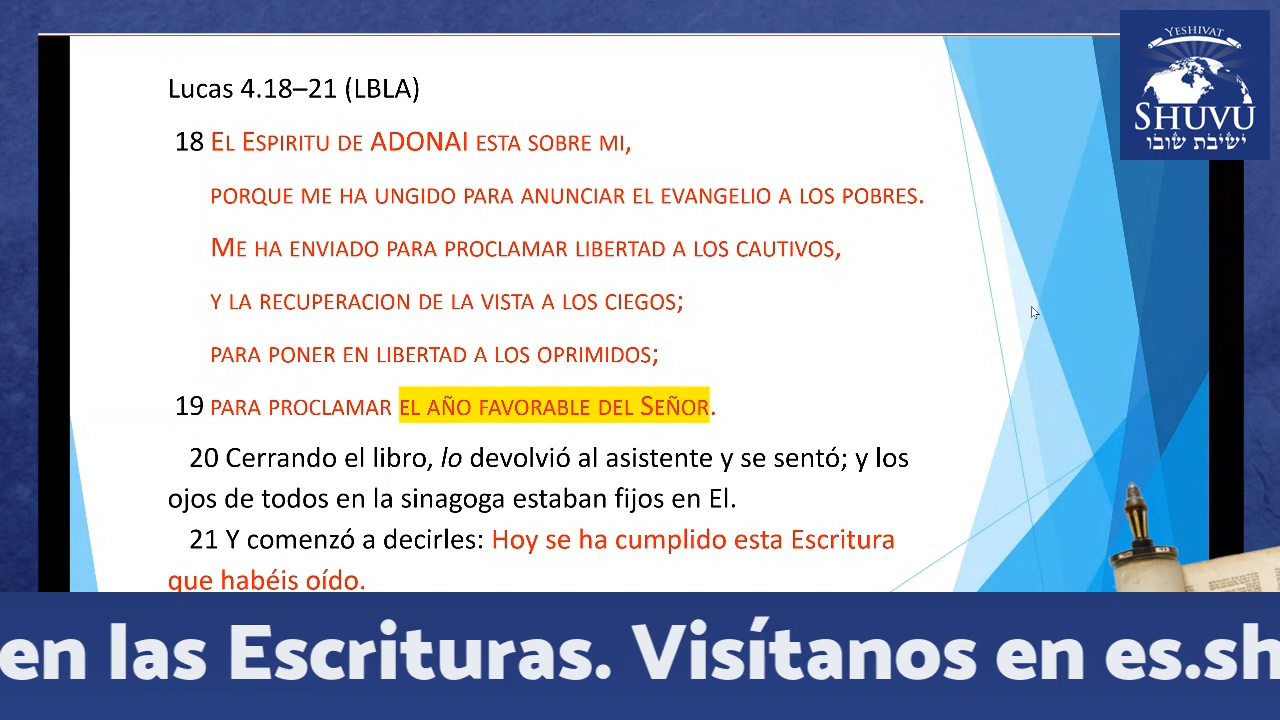 YESHIVAT
SHUVU
ישיבת שובו
Lucas 4.18–21 (LBLA)
18 EL ESPIRITU DE ADONAI ESTA SOBRE MI,
PORQUE ME HA UNGIDO PARA ANUNCIAR EL EVANGELIO A LOS POBRES.
ME HA ENVIADO PARA PROCLAMAR LIBERTAD A LOS CAUTIVOS,
Y LA RECUPERACION DE LA VISTA A LOS CIEGOS;
PARA PONER EN LIBERTAD A LOS OPRIMIDOS;
19 PARA PROCLAMAR EL AÑO FAVORABLE DEL SEÑOR.
20 Cerrando el libro, lo devolvió al asistente y se sentó; y los
ojos de todos en la sinagoga estaban fijos en El.
21 Y comenzó a decirles: Hoy se ha cumplido esta Escritura
que habéis oído.
en las Escrituras. Visítanos en es.sh